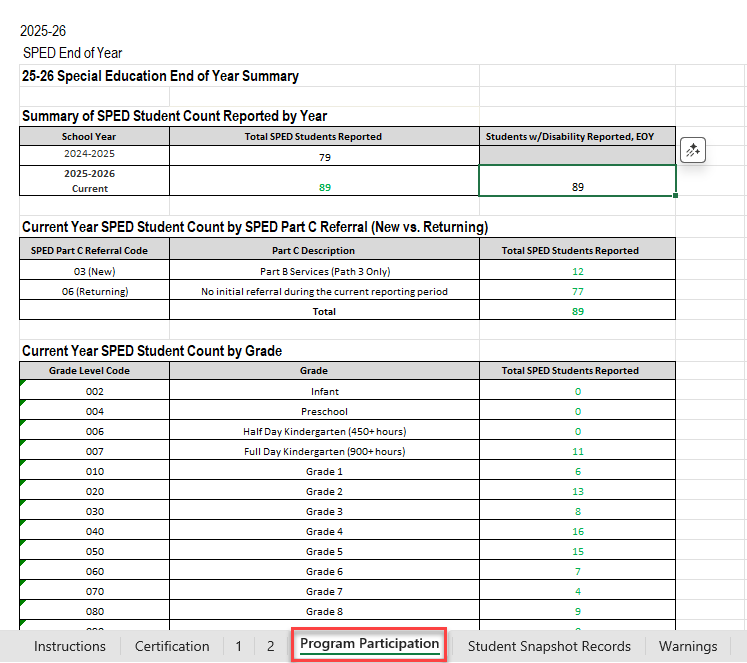 2025-26
SPED End of Year
25-26 Special Education End of Year Summary
Summary of SPED Student Count Reported by Year
School Year Total SPED Students Reported Students w/Disability Reported, EOY
2024-2025 79
2025-2026
Current 89 89
Current Year SPED Student Count by SPED Part C Referral (New vs. Returning)
SPED Part C Referral Code Part C Description Total SPED Students Reported
03 (New) Part B Services (Path 3 Only) 12
06 (Returning) No initial referral during the current reporting period 77
Total 89
Current Year SPED Student Count by Grade
Grade Level Code Grade Total SPED Students Reported
002 Infant 0
004 Preschool 0
006 Half Day Kindergarten (450+ hours) 0
007 Full Day Kindergarten (900+ hours) 11
010 Grade 1 6
020 Grade 2 13
030 Grade 3 8
040 Grade 4 16
050 Grade 5 15
060 Grade 6 7
070 Grade 7 4
080 Grade 8 9
Instructions Certification 1 2 Program Participation Student Snapshot Records Warnings